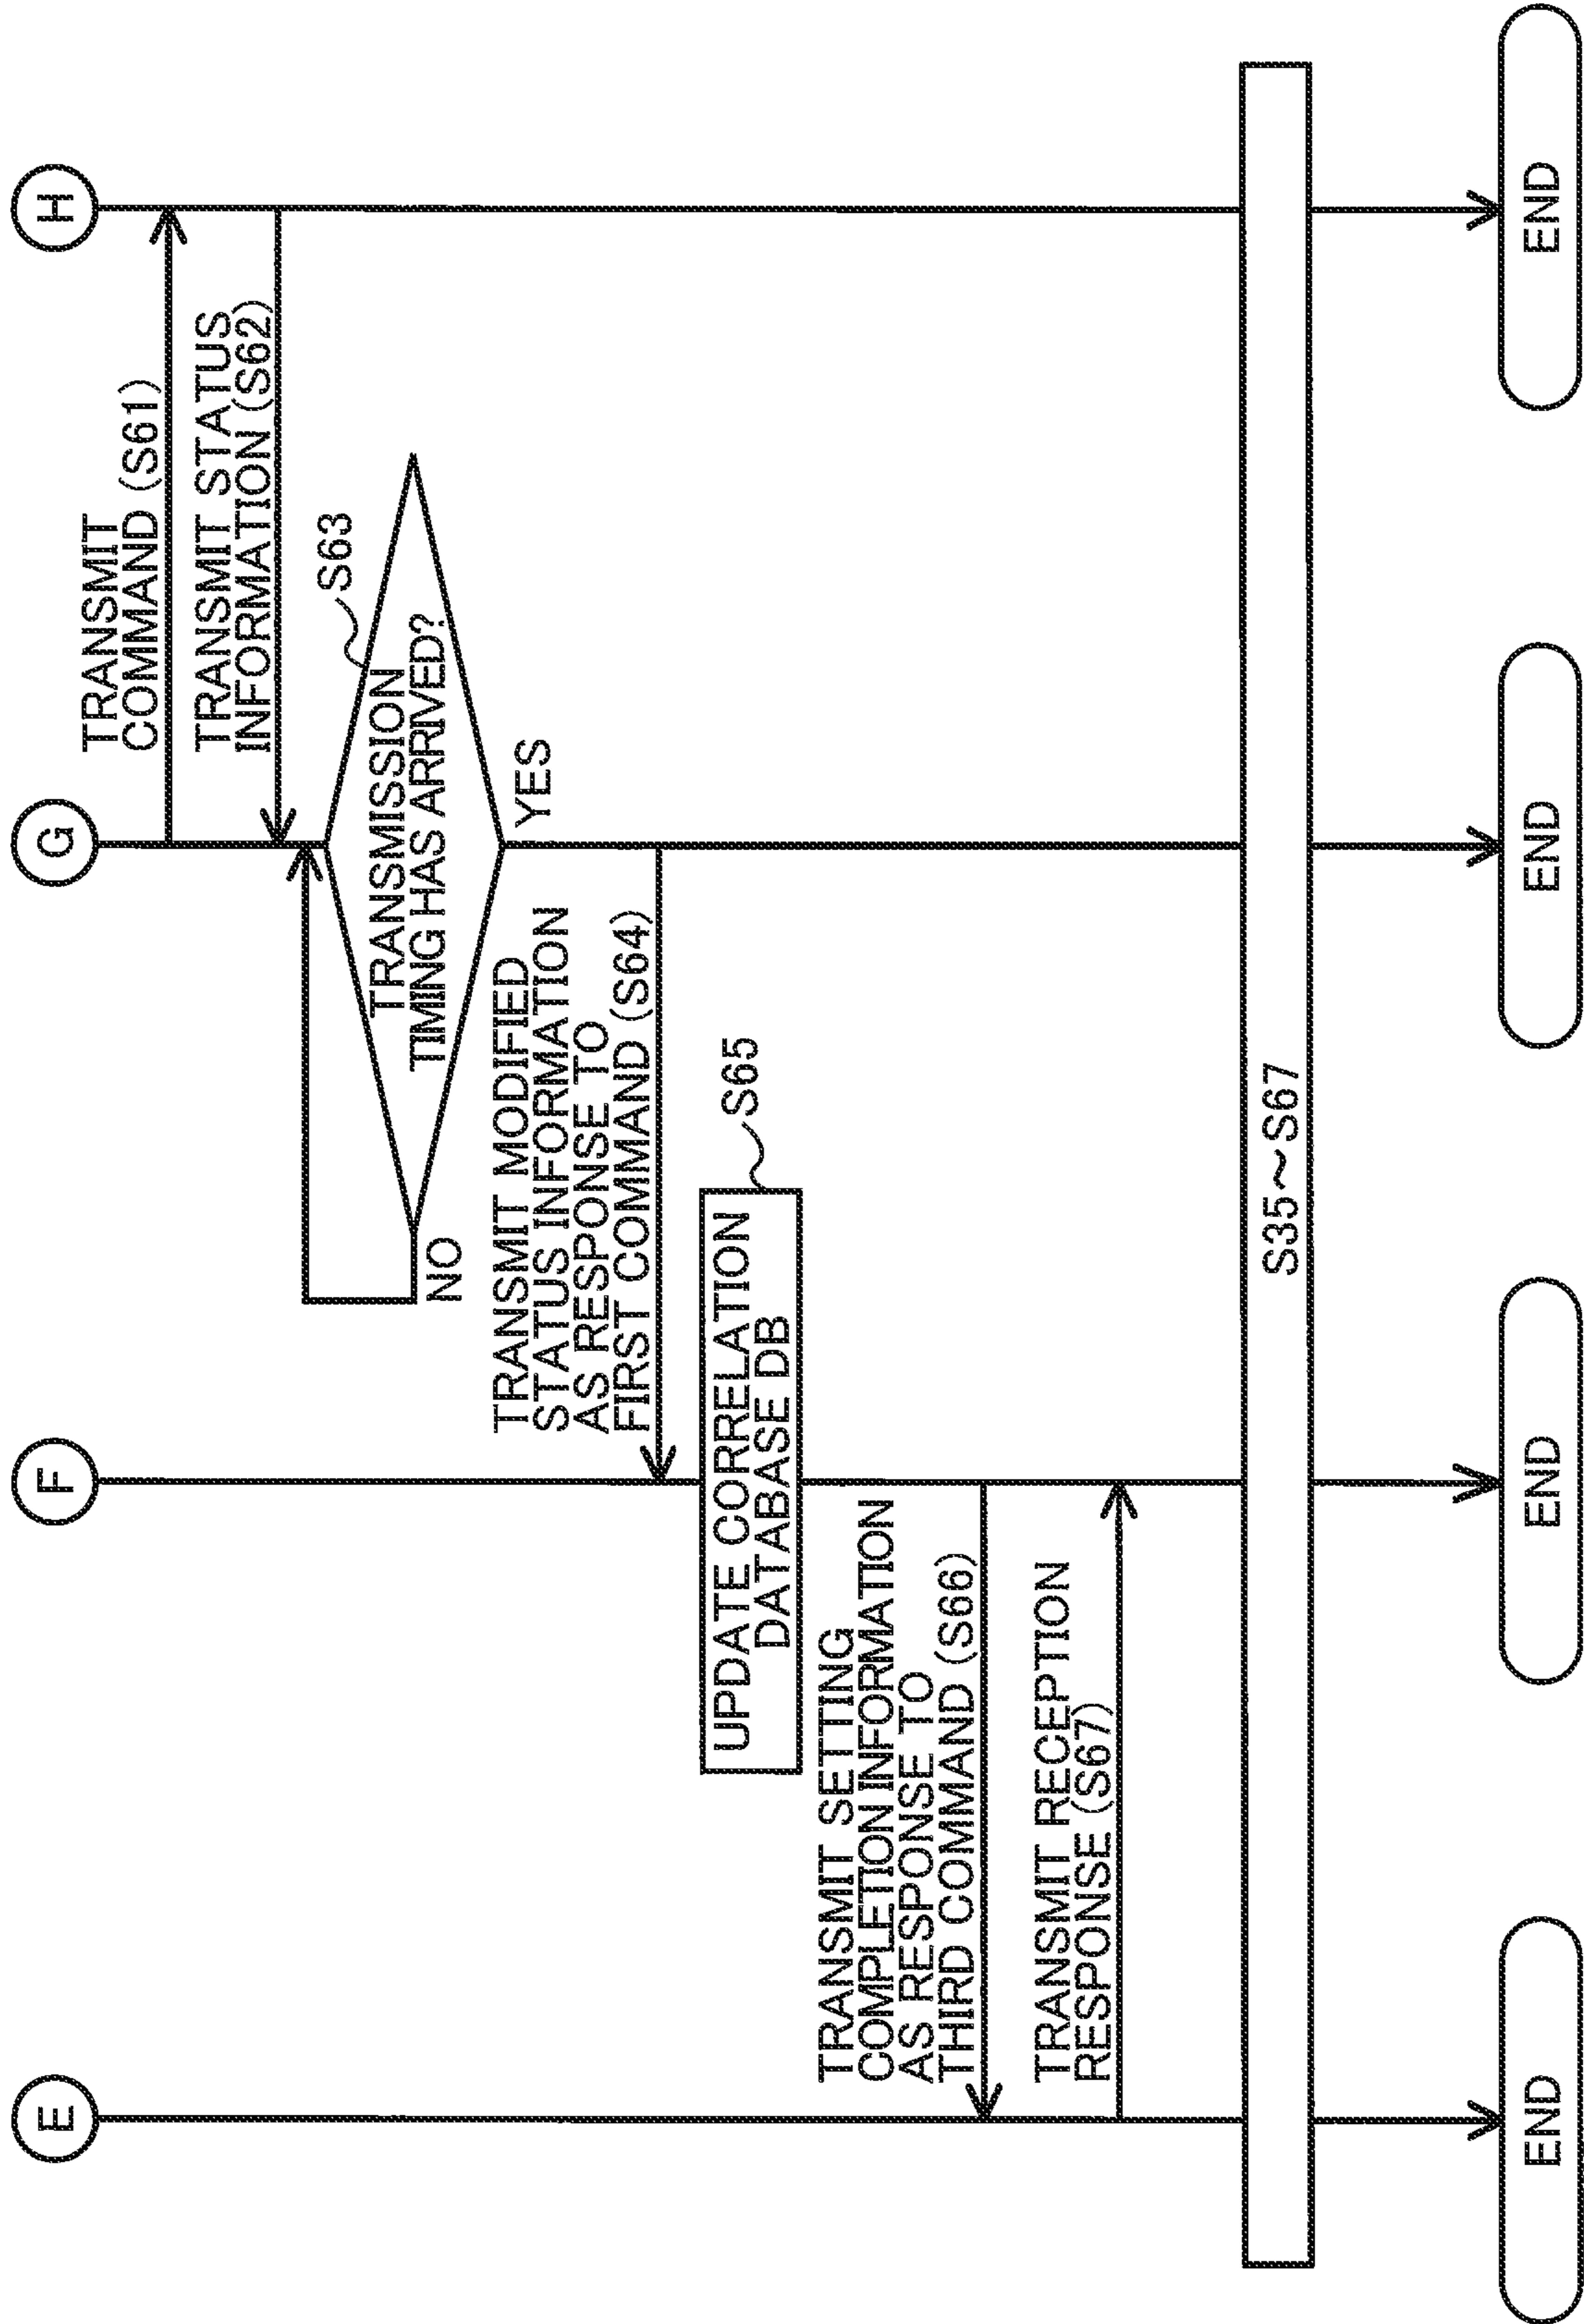 E
F
G
H
TRANSMIT
COMMAND (S61)
TRANSMIT STATUS
INFORMATION (S62)
S63
TRANSMISSION
TIMING HAS ARRIVED?
NO
YES
TRANSMIT MODIFIED
STATUS INFORMATION
AS RESPONSE TO
FIRST COMMAND (S64)
S65
UPDATE CORRELATION
DATABASE DB
TRANSMIT SETTING
COMPLETION INFORMATION
AS RESPONSE TO
THIRD COMMAND (S66)
TRANSMIT RECEPTION
RESPONSE (S67)
S35~S67
END
END
END
END